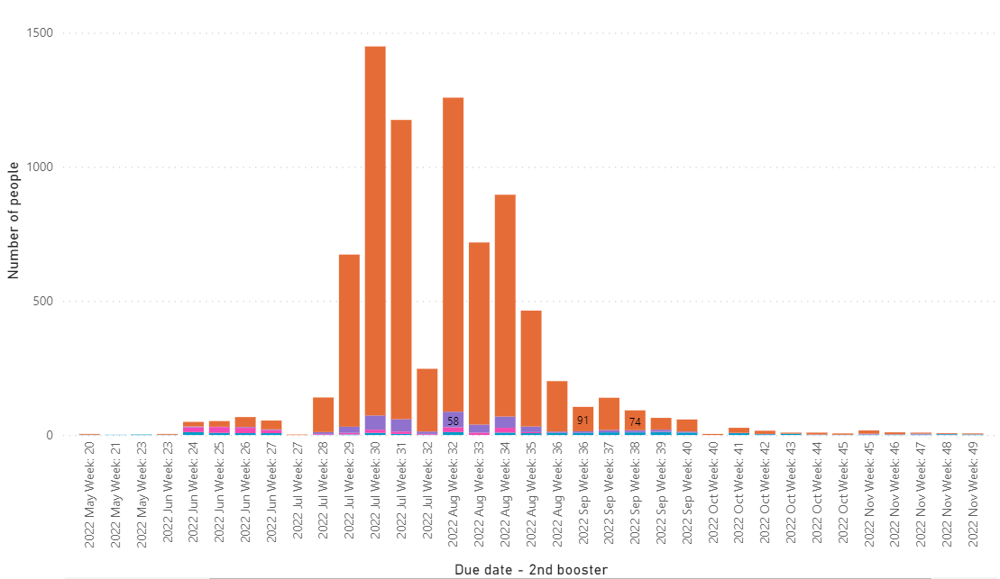 1500
1000
500
0
Number of people
58
91
74
2022 May Week: 20
2022 May Week: 21
2022 May Week: 23
2022 Jun Week: 23
2022 Jun Week: 24
2022 Jun Week: 25
2022 Jun Week: 26
2022 Jun Week: 27
2022 Jul Week: 27
2022 Jul Week: 28
2022 Jul Week: 29
2022 Jul Week: 30
2022 Jul Week: 31
2022 Jul Week: 32
2022 Aug Week: 32
2022 Aug Week: 33
2022 Aug Week: 34
2022 Aug Week: 35
2022 Aug Week: 36
2022 Sep Week: 36
2022 Sep Week: 37
2022 Sep Week: 38
2022 Sep Week: 39
2022 Sep Week: 40
2022 Oct Week: 40
2022 Oct Week: 41
2022 Oct Week: 42
2022 Oct Week: 43
2022 Oct Week: 44
2022 Oct Week: 45
2022 Nov Week: 45
2022 Nov Week: 46
2022 Nov Week: 47
2022 Nov Week: 48
2022 Nov Week: 49
Due date - 2nd booster